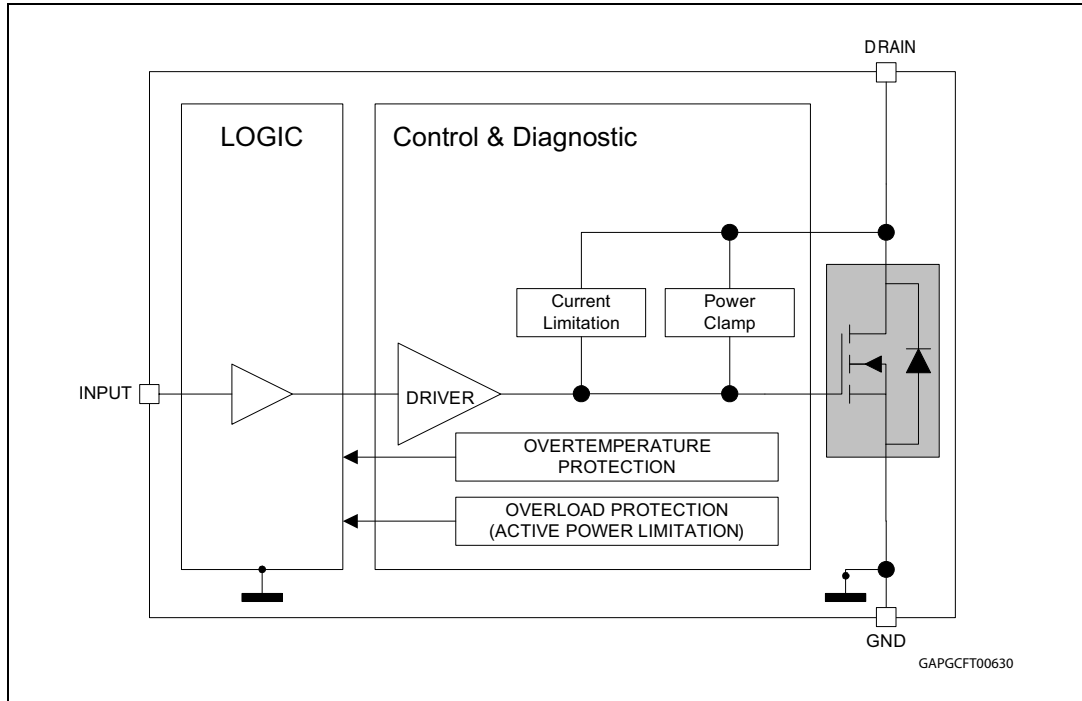 DRAIN
LOGIC
Control & Diagnostic
Current
Limitation
Power
Clamp
INPUT
DRIVER
OVERTEMPERATURE
PROTECTION
OVERLOAD PROTECTION
(ACTIVE POWER LIMITATION)
GND
GAPGCFT00630